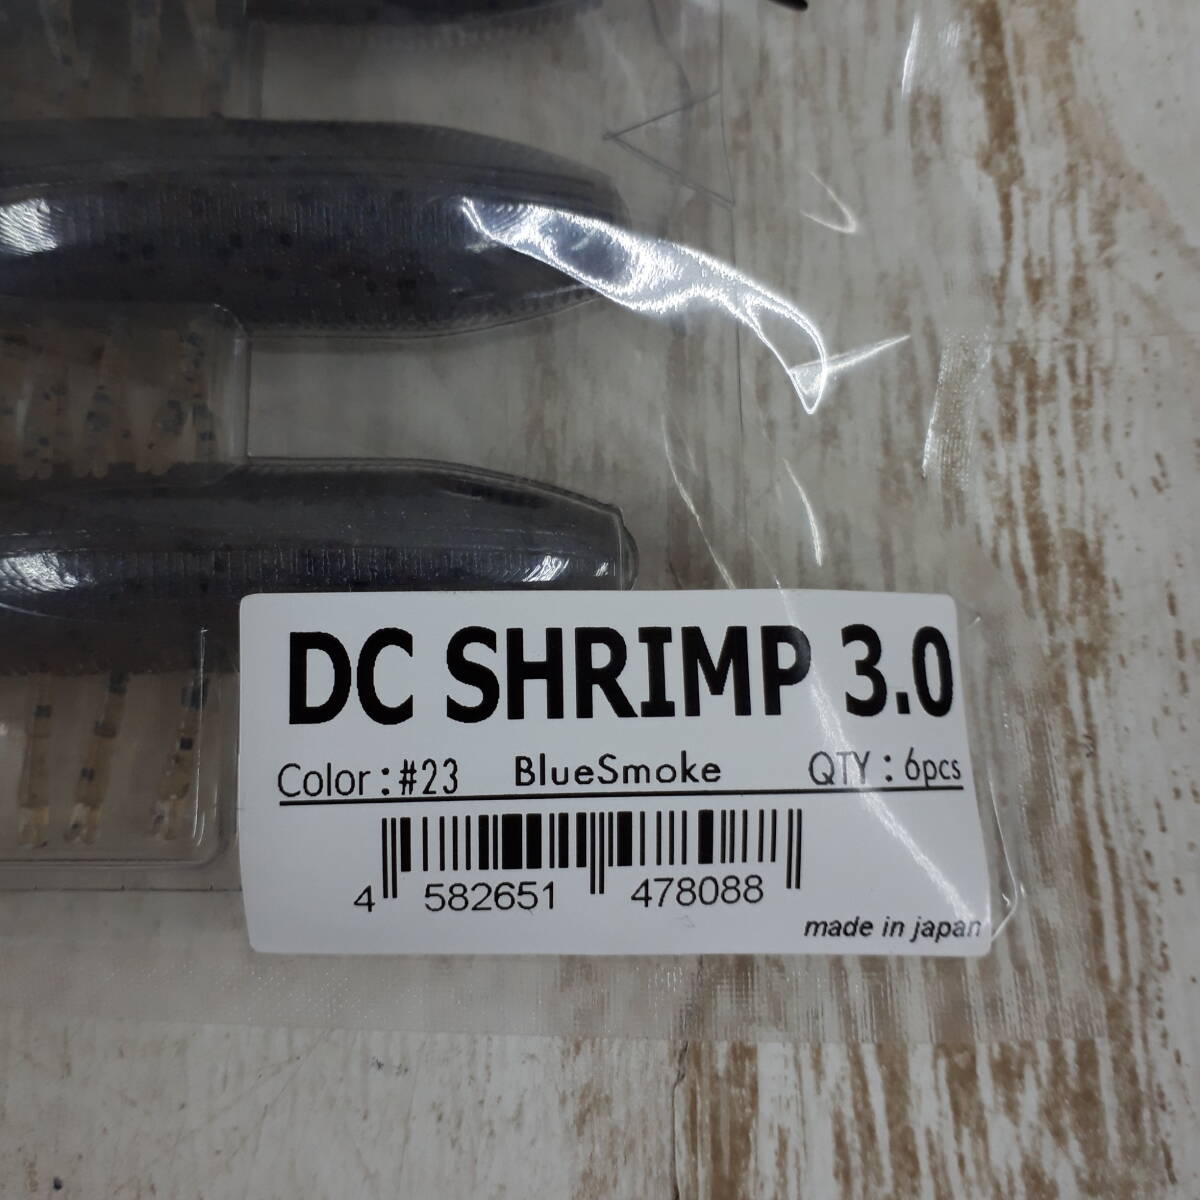 DC SHRIMP 3.0
Color : #23 BlueSmoke QTY : 6pcs
4 582651 478088
made in japan